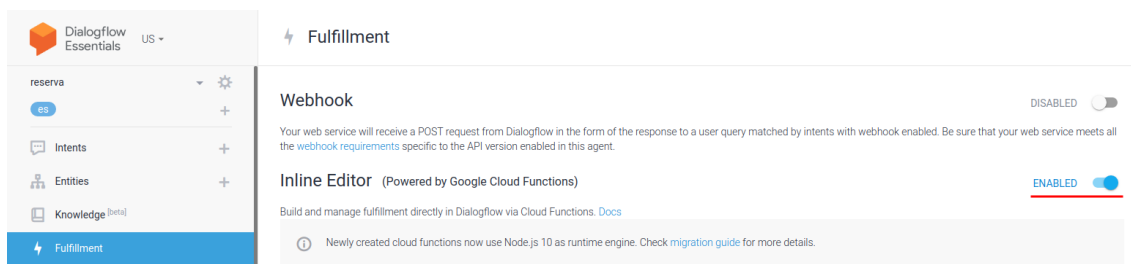 Dialogflow
Essentials
US
Fulfillment
reserva
es
Intents
Entities
Knowledge [beta]
Fulfillment
Webhook
DISABLED
Your web service will receive a POST request from Dialogflow in the form of the response to a user query matched by intents with webhook enabled. Be sure that your web service meets all
the webhook requirements specific to the API version enabled in this agent.
Inline Editor (Powered by Google Cloud Functions)
ENABLED
Build and manage fulfillment directly in Dialogflow via Cloud Functions. Docs
Newly created cloud functions now use Node.js 10 as runtime engine. Check migration guide for more details.